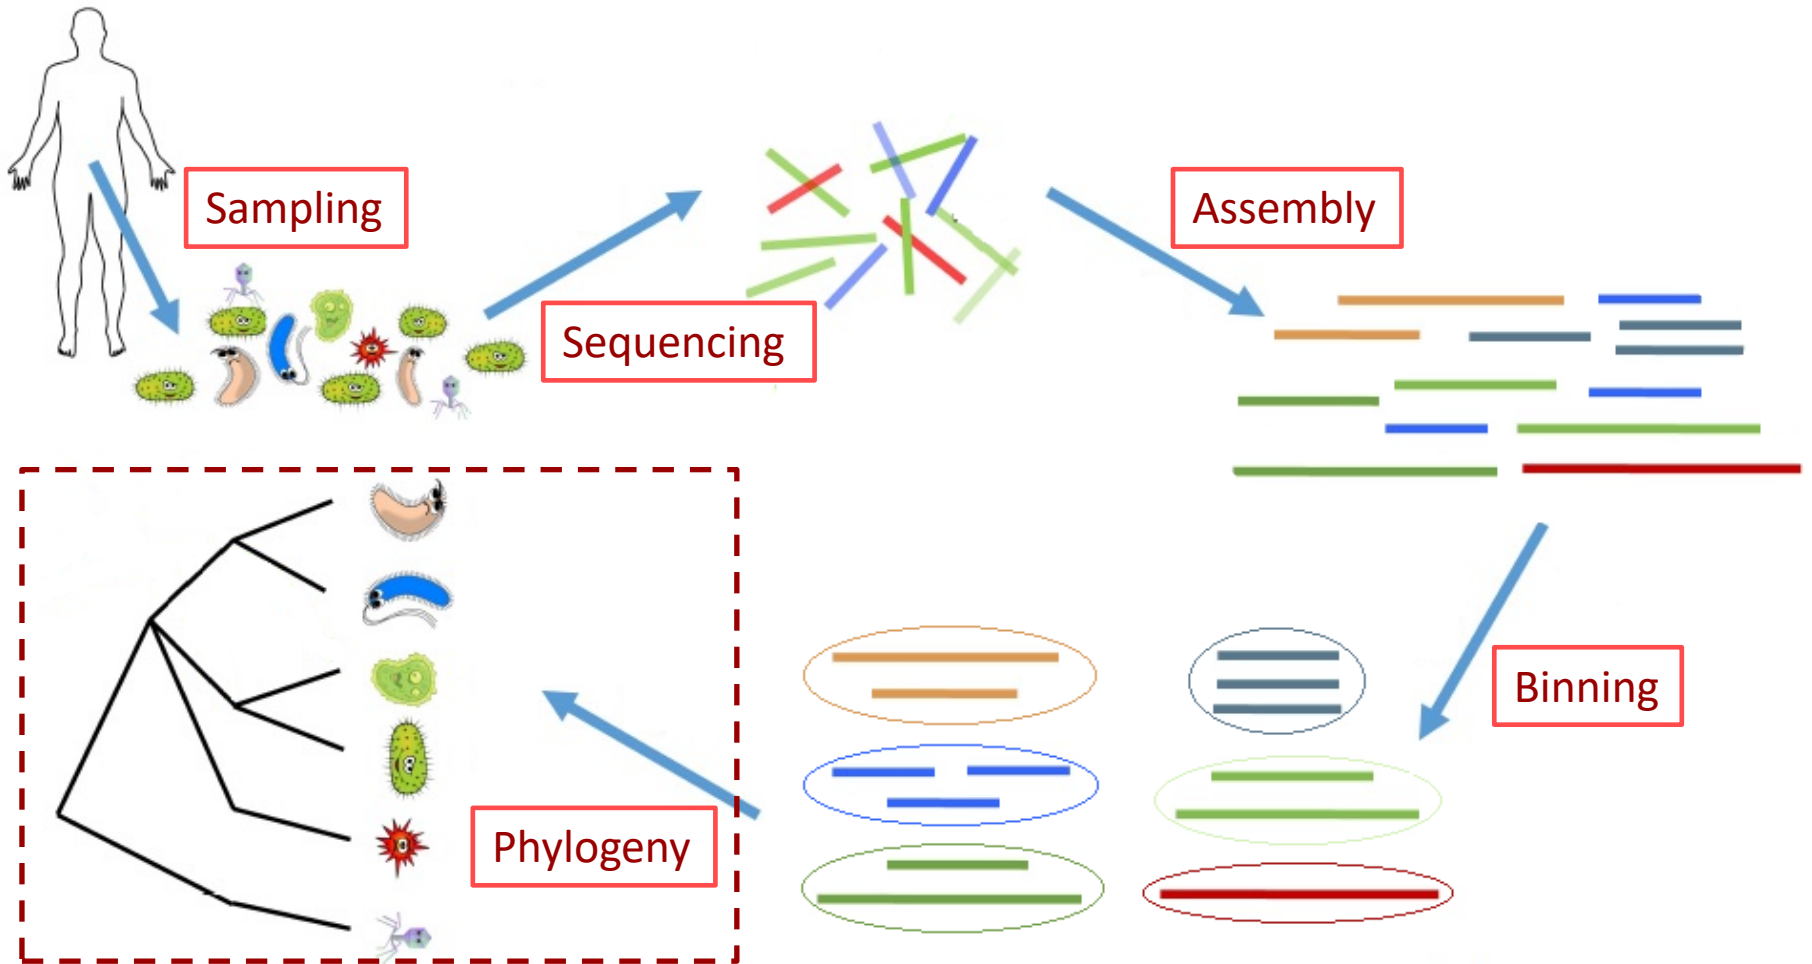 Sampling
Sequencing
Assembly
Binning
Phylogeny